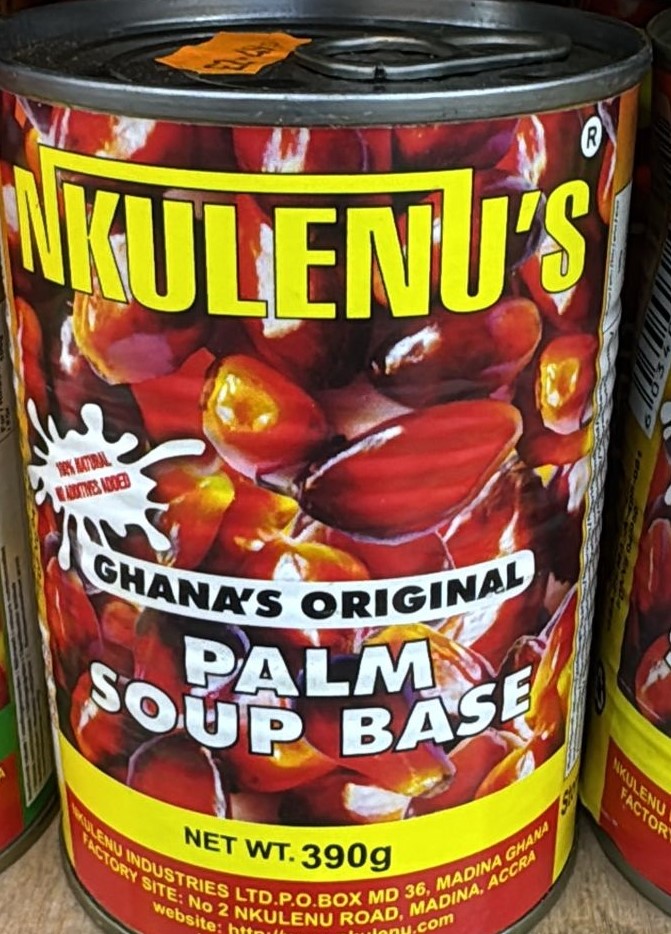 NKULENU'S
®
100% NATURAL
NO ADDITIVES ADDED
GHANA'S ORIGINAL
PALM
SOUP BASE
NET WT. 390g
NKULENU INDUSTRIES LTD.P.O.BOX MD 36, MADINA GHANA
FACTORY SITE: No 2 NKULENU ROAD, MADINA, ACCRA
website:
NKULENU